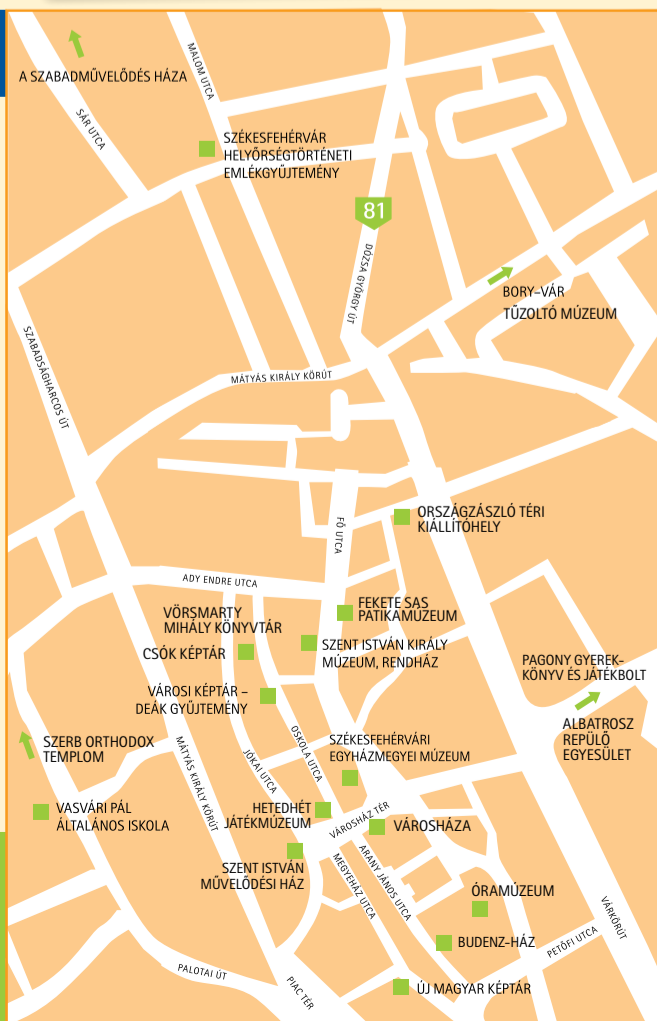 A SZABADMŰVELŐDÉS HÁZA
MALOM UTCA
SÁR UTCA
SZÉKESFEHÉRVÁR
HELYŐRSÉGTÖRTÉNETI
EMLÉKGYŰJTEMÉNY
81
DÓZSA GYÖRGY ÚT
BORY-VÁR
TŰZOLTÓ MÚZEUM
SZABADSÁGHARCOS ÚT
MÁTYÁS KIRÁLY KÖRÚT
ORSZÁGZÁSZLÓ TÉRI
KIÁLLÍTÓHELY
FŐ UTCA
ADY ENDRE UTCA
FEKETE SAS
PATIKAMÚZEUM
VÖRSMARTY
MIHÁLY KÖNYVTÁR
CSÓK KÉPTÁR
SZENT ISTVÁN KIRÁLY
MÚZEUM, RENDHÁZ
PAGONY GYEREK-
KÖNYV ÉS JÁTÉKBOLT
VÁROSI KÉPTÁR –
DEÁK GYŰJTEMÉNY
ALBATROSZ
REPÜLŐ
EGYESÜLET
OSKOLA UTCA
SZÉKESFEHÉRVÁRI
EGYHÁZMEGYEI MÚZEUM
SZERB ORTHODOX
TEMPLOM
MÁTYÁS KIRÁLY KÖRÚT
JÓKAI UTCA
VASVÁRI PÁL
ÁLTALÁNOS ISKOLA
HETEDHÉT
JÁTÉKMÚZEUM
VÁROSHÁZ TÉR
VÁROSHÁZA
SZENT ISTVÁN
MŰVELŐDÉSI HÁZ
MEGYEHÁZ UTCA
ARANY JÁNOS UTCA
ÓRAMÚZEUM
VÁRKÖRÚT
BUDENZ-HÁZ
PETŐFI UTCA
PALOTAI ÚT
PIAC TÉR
ÚJ MAGYAR KÉPTÁR